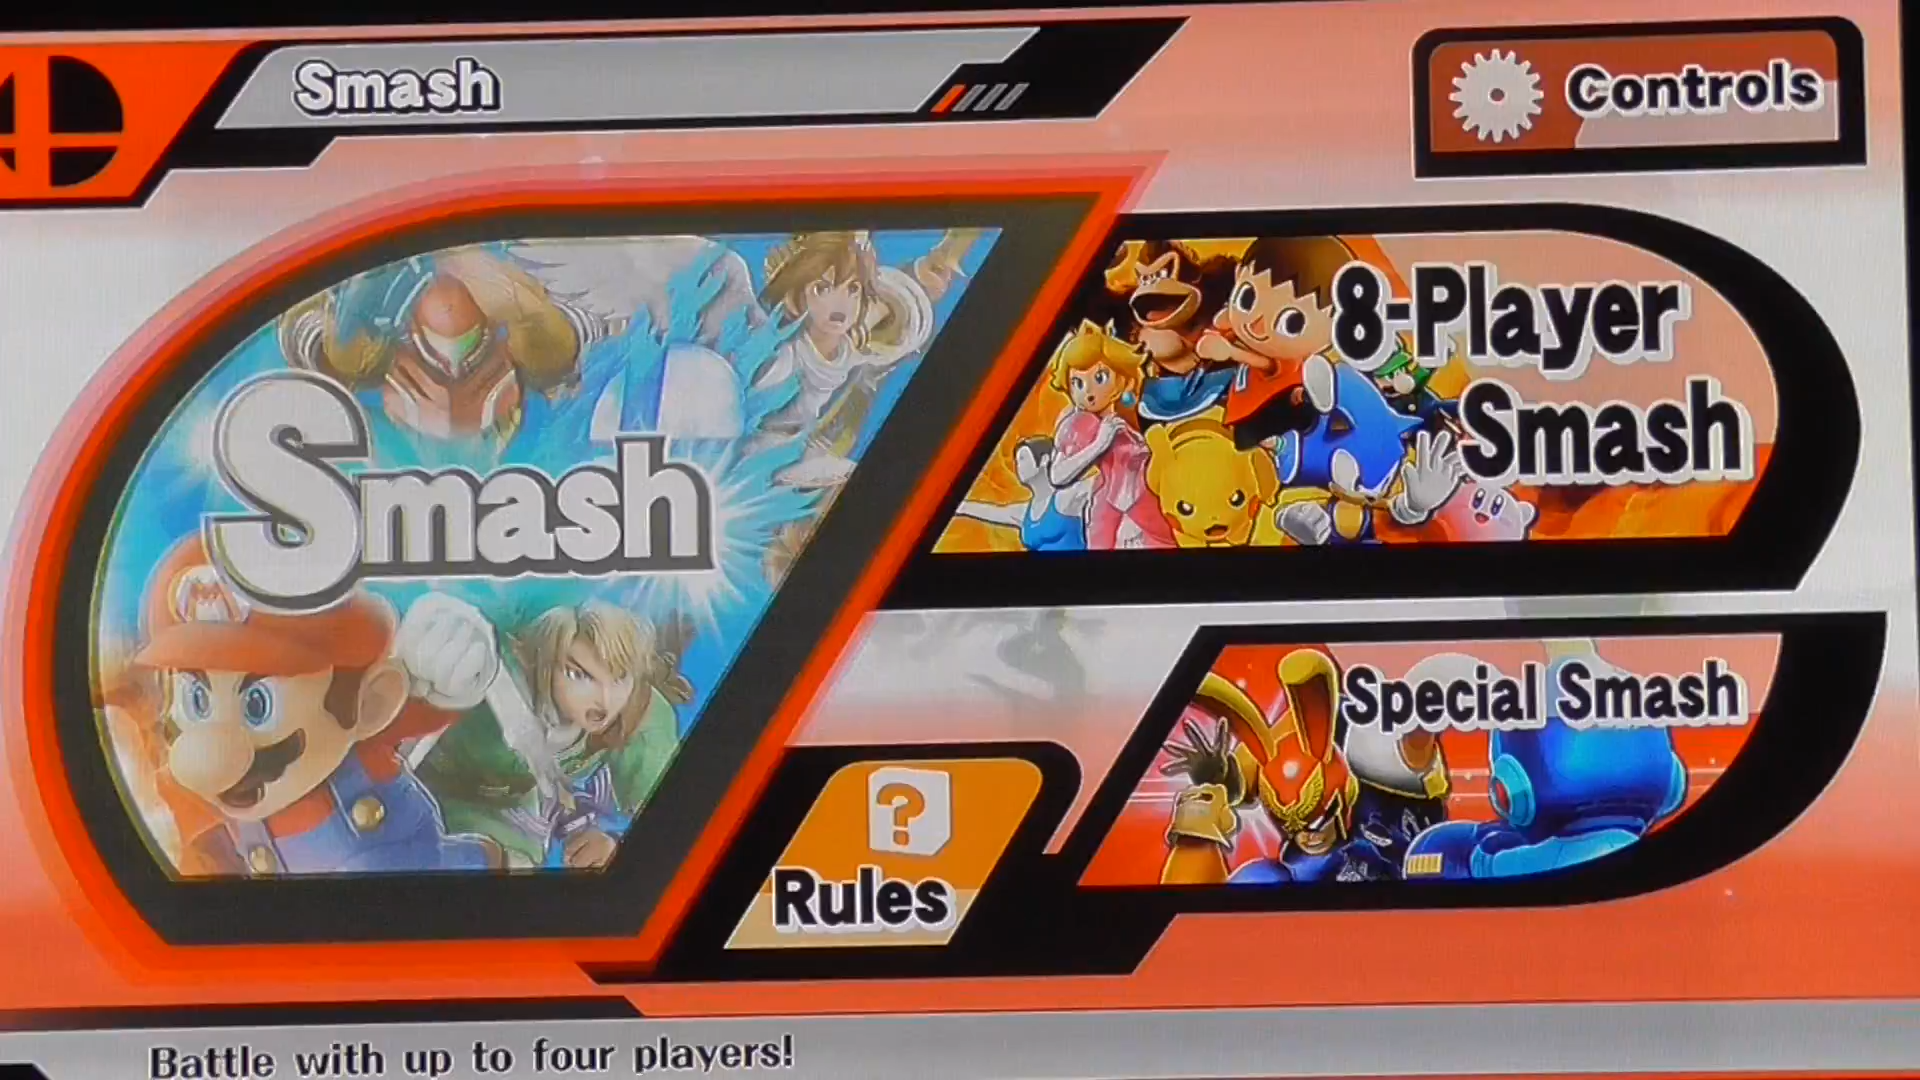 Smash
Controls
Smash
8-Player
Smash
Special Smash
?
Rules
Battle with up to four players!